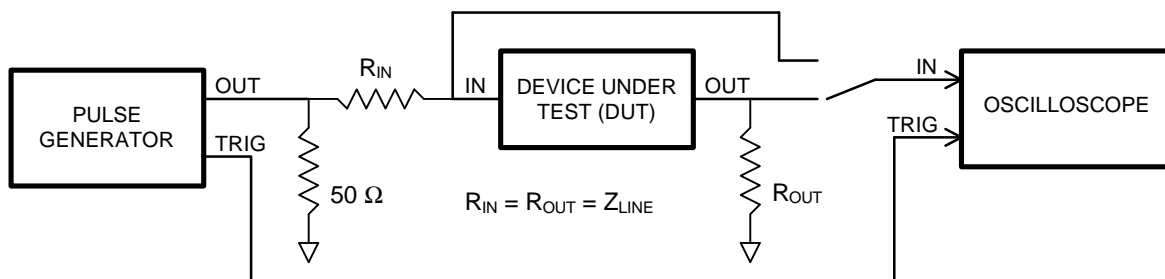 PULSE
GENERATOR
OUT
TRIG
50 Ω
R_IN
IN
DEVICE UNDER
TEST (DUT)
OUT
R_IN = R_OUT = Z_LINE
R_OUT
IN
TRIG
OSCILLOSCOPE